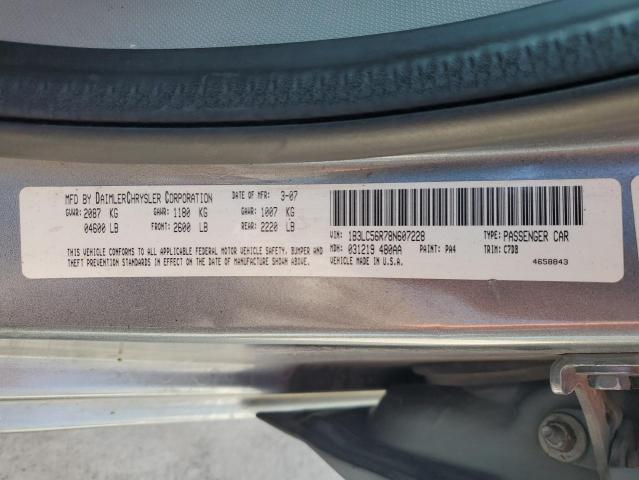 MFD BY DAIMLERCHRYSLER CORPORATION DATE OF MFR: 3-07
GVWR: 2087 KG GAWR: 1180 KG GAWR: 1007 KG
04600 LB FRONT: 2600 LB REAR: 2220 LB
THIS VEHICLE CONFORMS TO ALL APPLICABLE FEDERAL MOTOR VEHICLE SAFETY, BUMPER AND
THEFT PREVENTION STANDARDS IN EFFECT ON THE DATE OF MANUFACTURE SHOWN ABOVE.
VIN: 1B3LC56R78N607228 TYPE: PASSENGER CAR
MDH: 031219 480AA PAINT: PA4 TRIM: C7DB
VEHICLE MADE IN U.S.A. 4658843